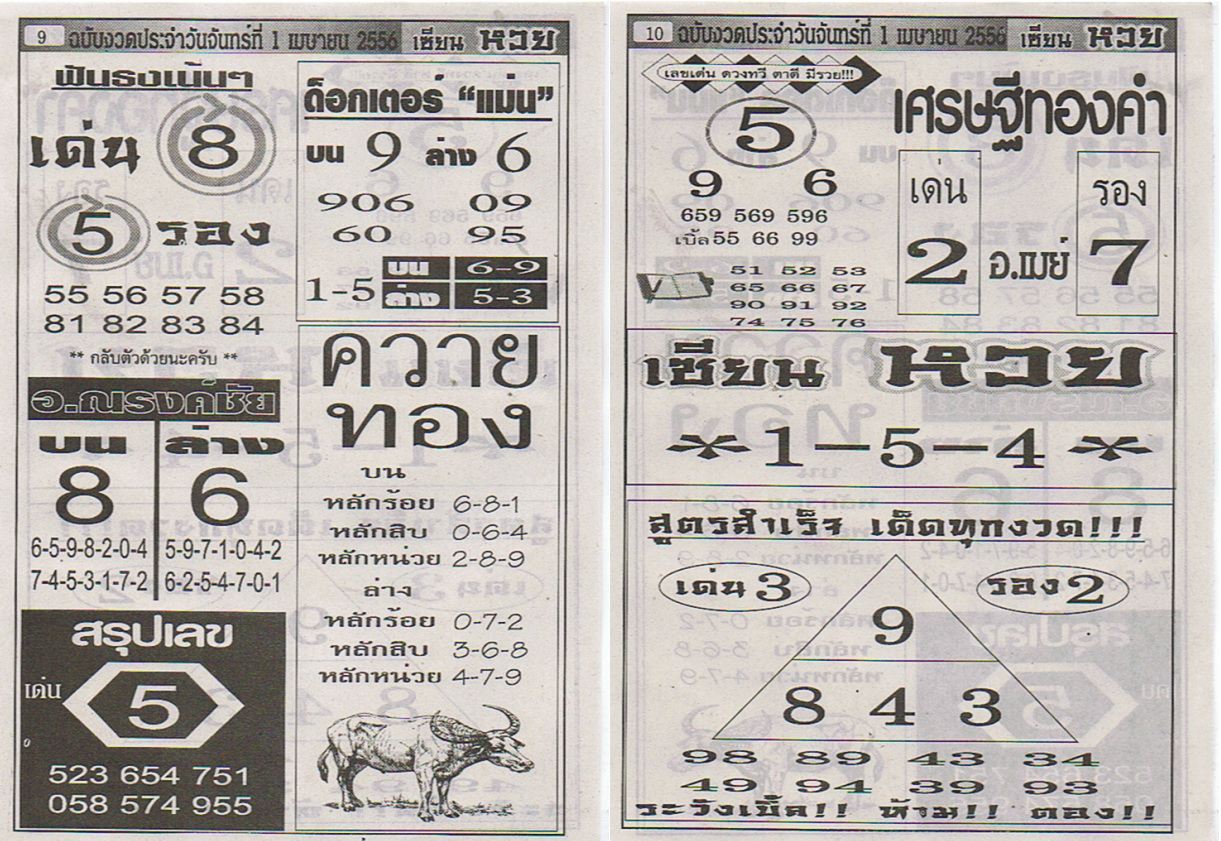 9 ฉบับงวดประจำวันจันทร์ที่ 1 เมษายน 2556 เซียน หวย
ฟันธงเน้นๆ
เด่น 8
5 รอง
55 56 57 58
81 82 83 84
** กลับตัวด้วยนะครับ **
อ.ณรงค์ชัย
บน ล่าง
8 6
6-5-9-8-2-0-4 5-9-7-1-0-4-2
7-4-5-3-1-7-2 6-2-5-4-7-0-1
สรุปเลข
เด่น 5
523 654 751
058 574 955
ด็อกเตอร์ “แม่น”
บน 9 ล่าง 6
906 09
60 95
1-5 บน 6-9
ล่าง 5-3
ควาย
ทอง
บน
หลักร้อย 6-8-1
หลักสิบ 0-6-4
หลักหน่วย 2-8-9
ล่าง
หลักร้อย 0-7-2
หลักสิบ 3-6-8
หลักหน่วย 4-7-9
10 ฉบับงวดประจำวันจันทร์ที่ 1 เมษายน 2556 เซียน หวย
เลขเด่น ดวงทวี ตาดี มีรวย!!!
5
9 6
659 569 596
เบิ้ล 55 66 99
51 52 53
65 66 67
90 91 92
74 75 76
เศรษฐีทองคำ
เด่น รอง
2 อ.เมย์ 7
เซียน หวย
*1-5-4*
สูตรสำเร็จ เด็ดทุกงวด!!!
เด่น 3 รอง 2
9
8 4 3
98 89 43 34
49 94 39 93
ระวังเบิ้ล!! หาม!! ตอง!!